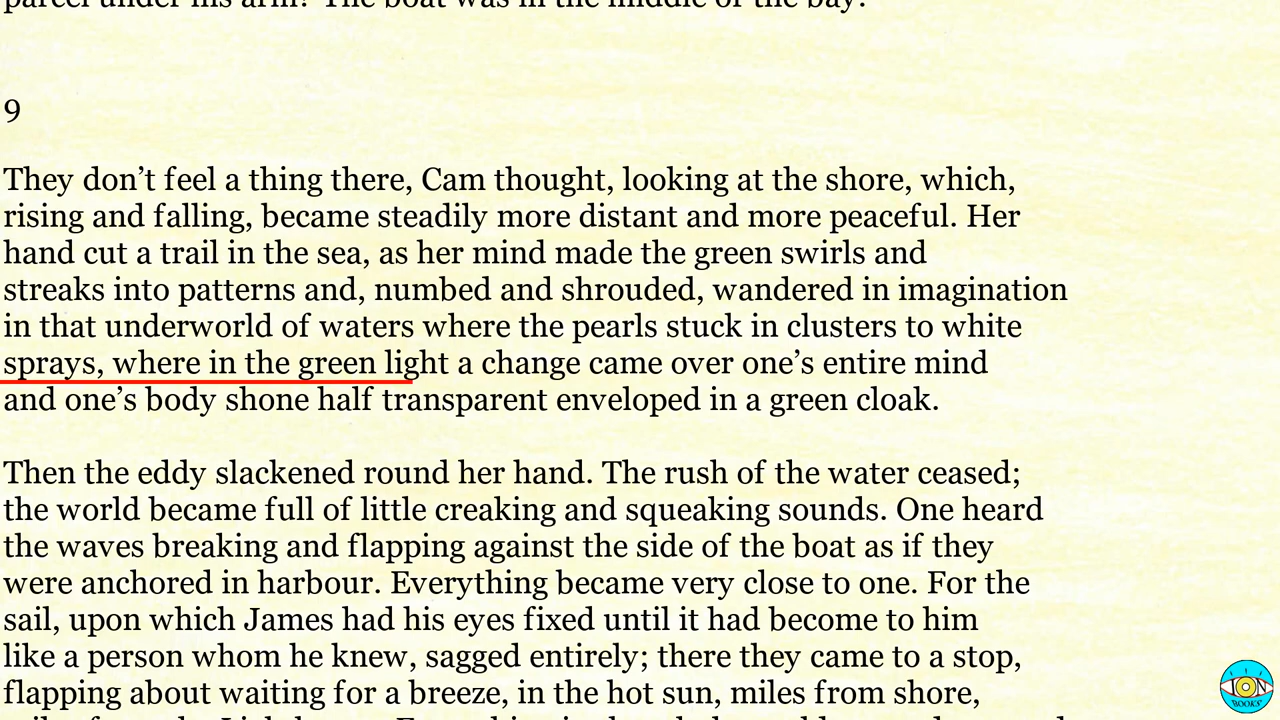 parcel under his arm? The boat was in the middle of the bay.
9
They don’t feel a thing there, Cam thought, looking at the shore, which,
rising and falling, became steadily more distant and more peaceful. Her
hand cut a trail in the sea, as her mind made the green swirls and
streaks into patterns and, numbed and shrouded, wandered in imagination
in that underworld of waters where the pearls stuck in clusters to white
sprays, where in the green light a change came over one’s entire mind
and one’s body shone half transparent enveloped in a green cloak.
Then the eddy slackened round her hand. The rush of the water ceased;
the world became full of little creaking and squeaking sounds. One heard
the waves breaking and flapping against the side of the boat as if they
were anchored in harbour. Everything became very close to one. For the
sail, upon which James had his eyes fixed until it had become to him
like a person whom he knew, sagged entirely; there they came to a stop,
flapping about waiting for a breeze, in the hot sun, miles from shore,
ION
BOOKS